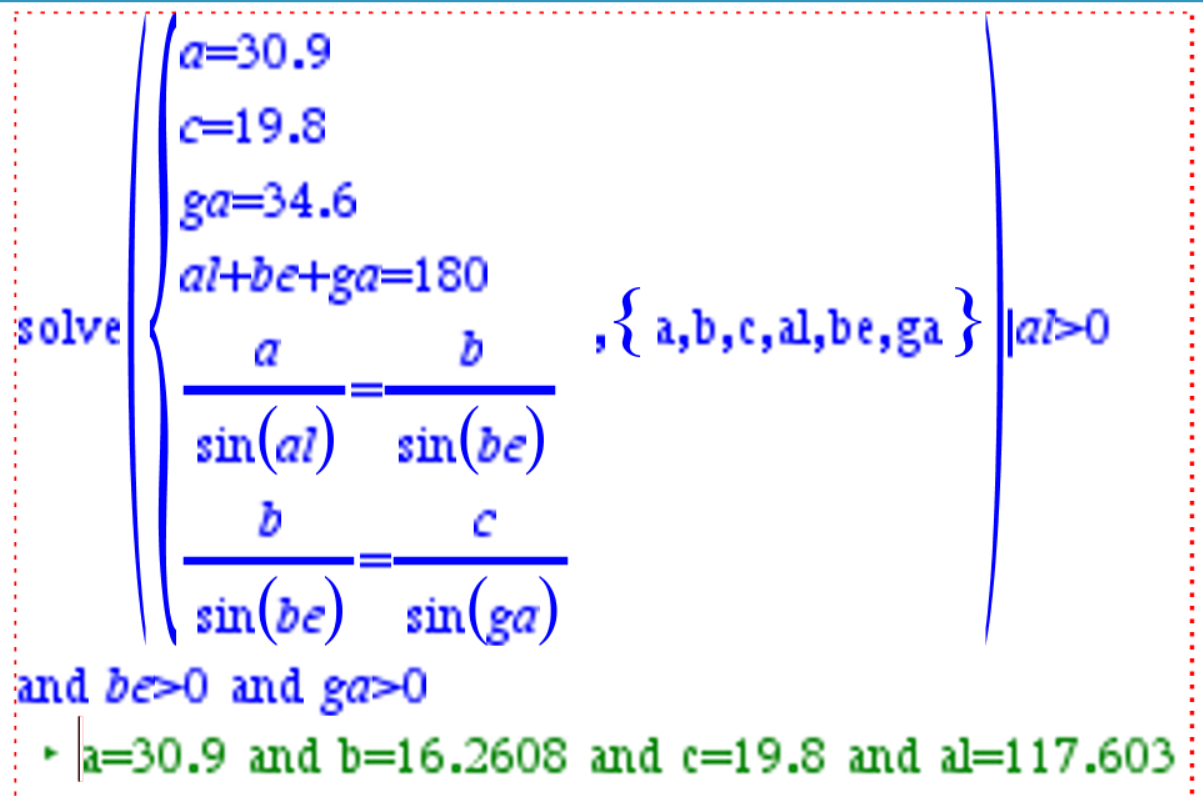 a=30.9
c=19.8
ga=34.6
al+be+ga=180
solve({ a/sin(al)=b/sin(be) ,{ a,b,c,al,be,ga })|al>0
b/sin(be)=c/sin(ga)
and be>0 and ga>0
▸ a=30.9 and b=16.2608 and c=19.8 and al=117.603